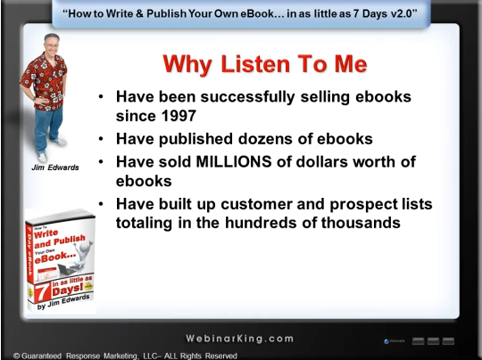 “How to Write & Publish Your Own eBook… in as little as 7 Days v2.0”
Why Listen To Me
• Have been successfully selling ebooks
since 1997
• Have published dozens of ebooks
• Have sold MILLIONS of dollars worth of
ebooks
• Have built up customer and prospect lists
totaling in the hundreds of thousands
Jim Edwards
How To
Write
and Publish
Your Own
eBook...
in as little as
7 Days!
by Jim Edwards
WebinarKing.com
© Guaranteed Response Marketing, LLC– ALL Rights Reserved